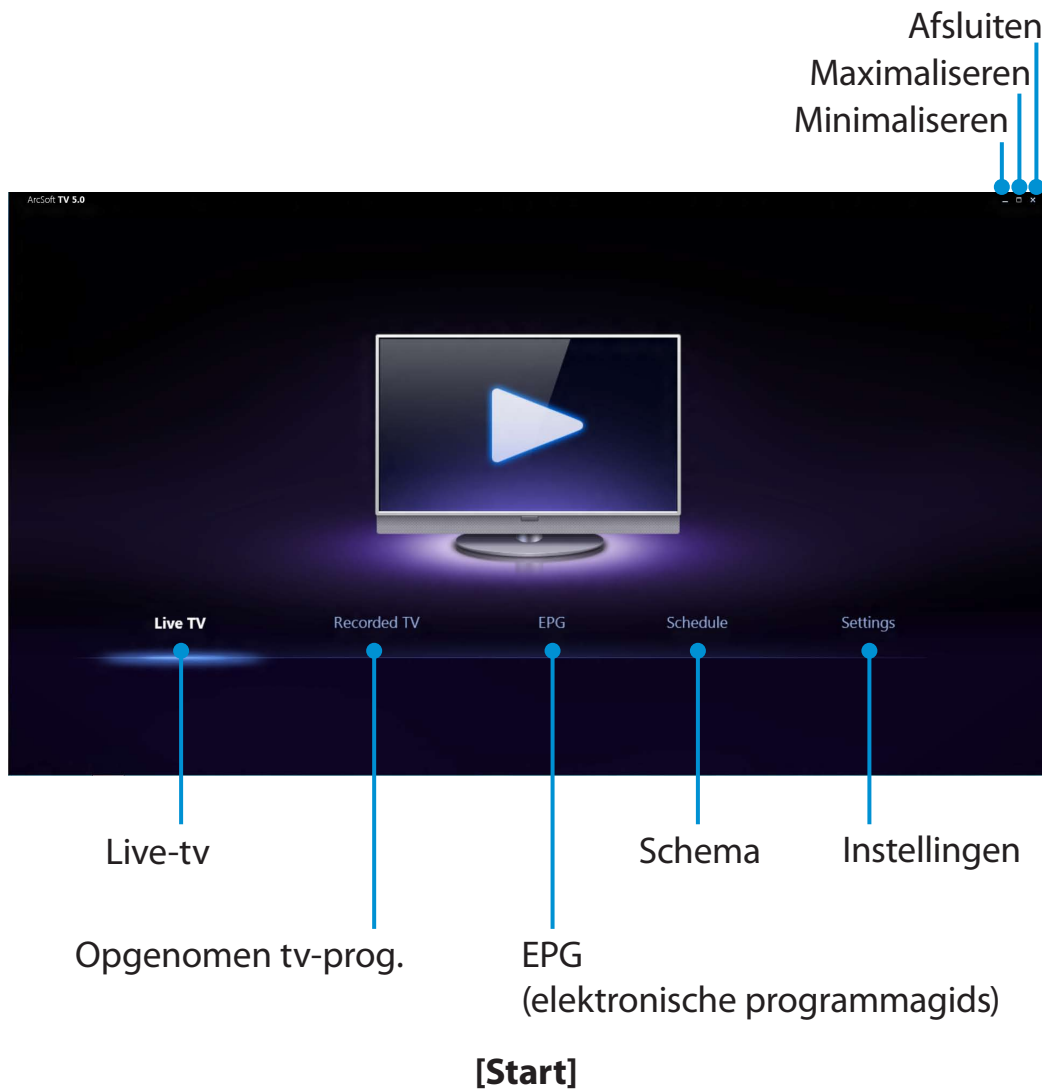 Afsluiten
Maximaliseren
Minimaliseren
ArcSoft TV 5.0
Live TV
Recorded TV
EPG
Schedule
Settings
Live-tv
Schema
Instellingen
Opgenomen tv-prog.
EPG
(elektronische programmagids)
[Start]